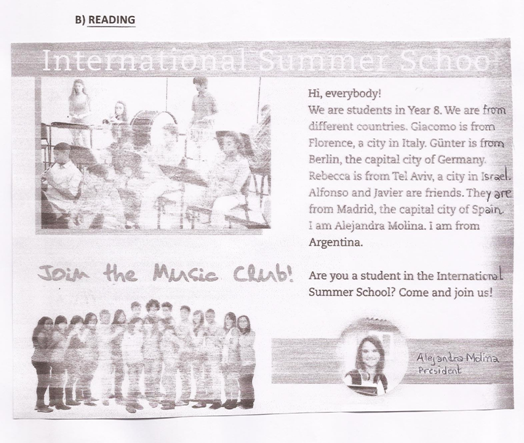 B) READING
International Summer School
Hi, everybody!
We are students in Year 8. We are from
different countries. Giacomo is from
Florence, a city in Italy. Günter is from
Berlin, the capital city of Germany.
Rebecca is from Tel Aviv, a city in Israel.
Alfonso and Javier are friends. They are
from Madrid, the capital city of Spain.
I am Alejandra Molina. I am from
Argentina.
Join the Music Club!
Are you a student in the International
Summer School? Come and join us!
Alejandra Molina
President